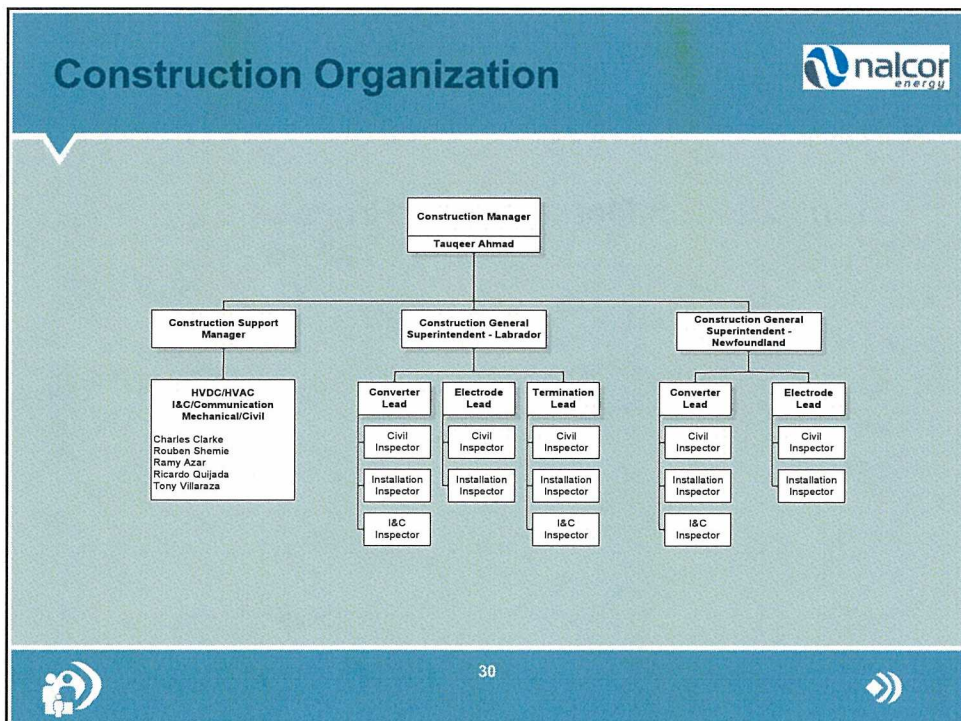 Construction Organization
nalcor
energy
Construction Manager
Tauqeer Ahmad
Construction Support
Manager
Construction General
Superintendent - Labrador
Construction General
Superintendent -
Newfoundland
HVDC/HVAC
I&C/Communication
Mechanical/Civil
Charles Clarke
Rouben Shemie
Ramy Azar
Ricardo Quijada
Tony Villaraza
Converter
Lead
Civil
Inspector
Installation
Inspector
I&C
Inspector
Electrode
Lead
Civil
Inspector
Installation
Inspector
Termination
Lead
Civil
Inspector
Installation
Inspector
I&C
Inspector
Converter
Lead
Civil
Inspector
Installation
Inspector
I&C
Inspector
Electrode
Lead
Civil
Inspector
Installation
Inspector
30